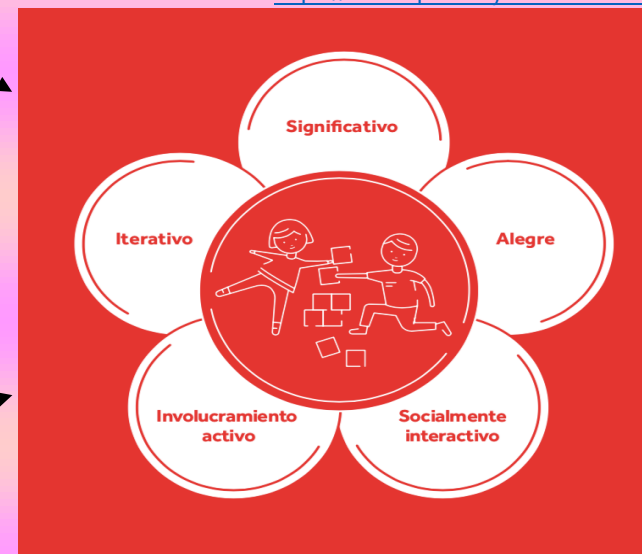 Significativo
Iterativo
Alegre
Involucramiento
activo
Socialmente
interactivo